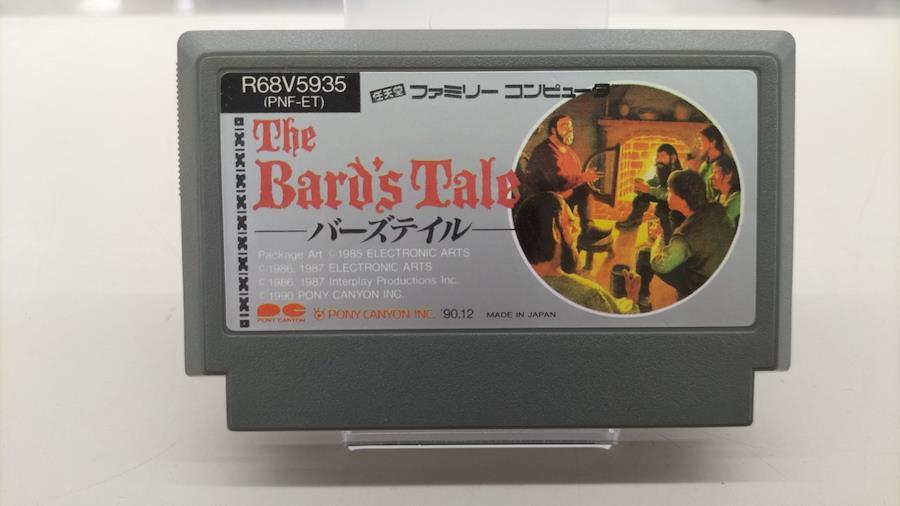 R68V5935
(PNF-ET)
任天堂 ファミリー コンピュータ
The
Bard's Tale
バーズテイル
Package Art © 1985 ELECTRONIC ARTS
© 1986, 1987 ELECTRONIC ARTS
© 1986, 1987 Interplay Productions Inc.
© 1990 PONY CANYON INC.
PONY CANYON
PONY CANYON INC. '90.12 MADE IN JAPAN